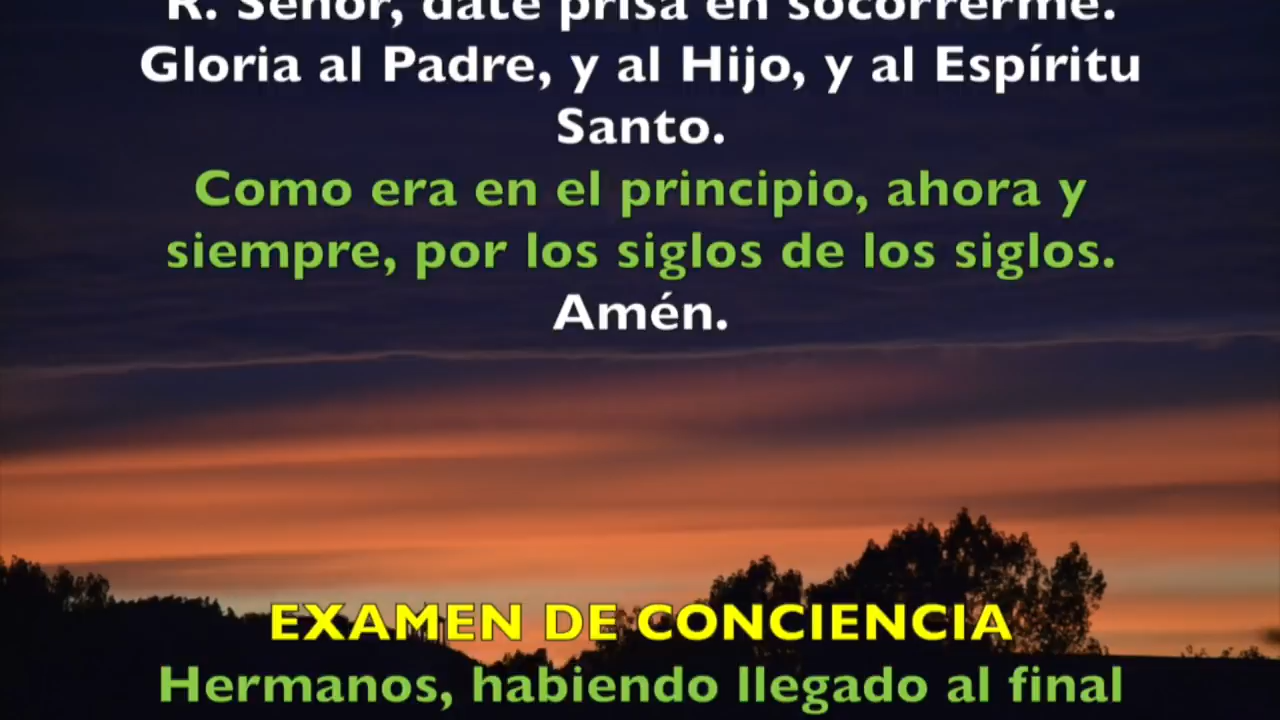 R. Señor, date prisa en socorrerme.
Gloria al Padre, y al Hijo, y al Espíritu
Santo.
Como era en el principio, ahora y
siempre, por los siglos de los siglos.
Amén.
EXAMEN DE CONCIENCIA
Hermanos, habiendo llegado al final